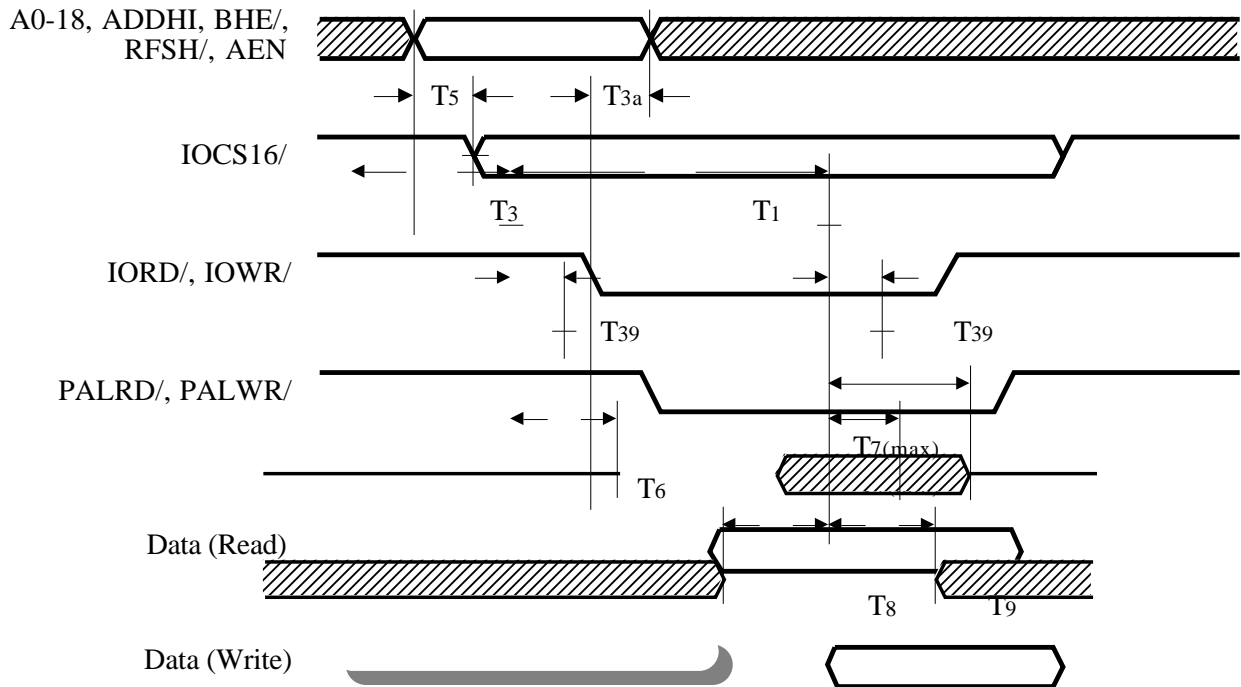 A0-18, ADDHI, BHE/,
RFSH/, AEN
T5
T3a
IOCS16/
T3
T1
IORD/, IOWR/
T39
T39
PALRD/, PALWR/
T7(max)
T6
Data (Read)
T8
T9
Data (Write)